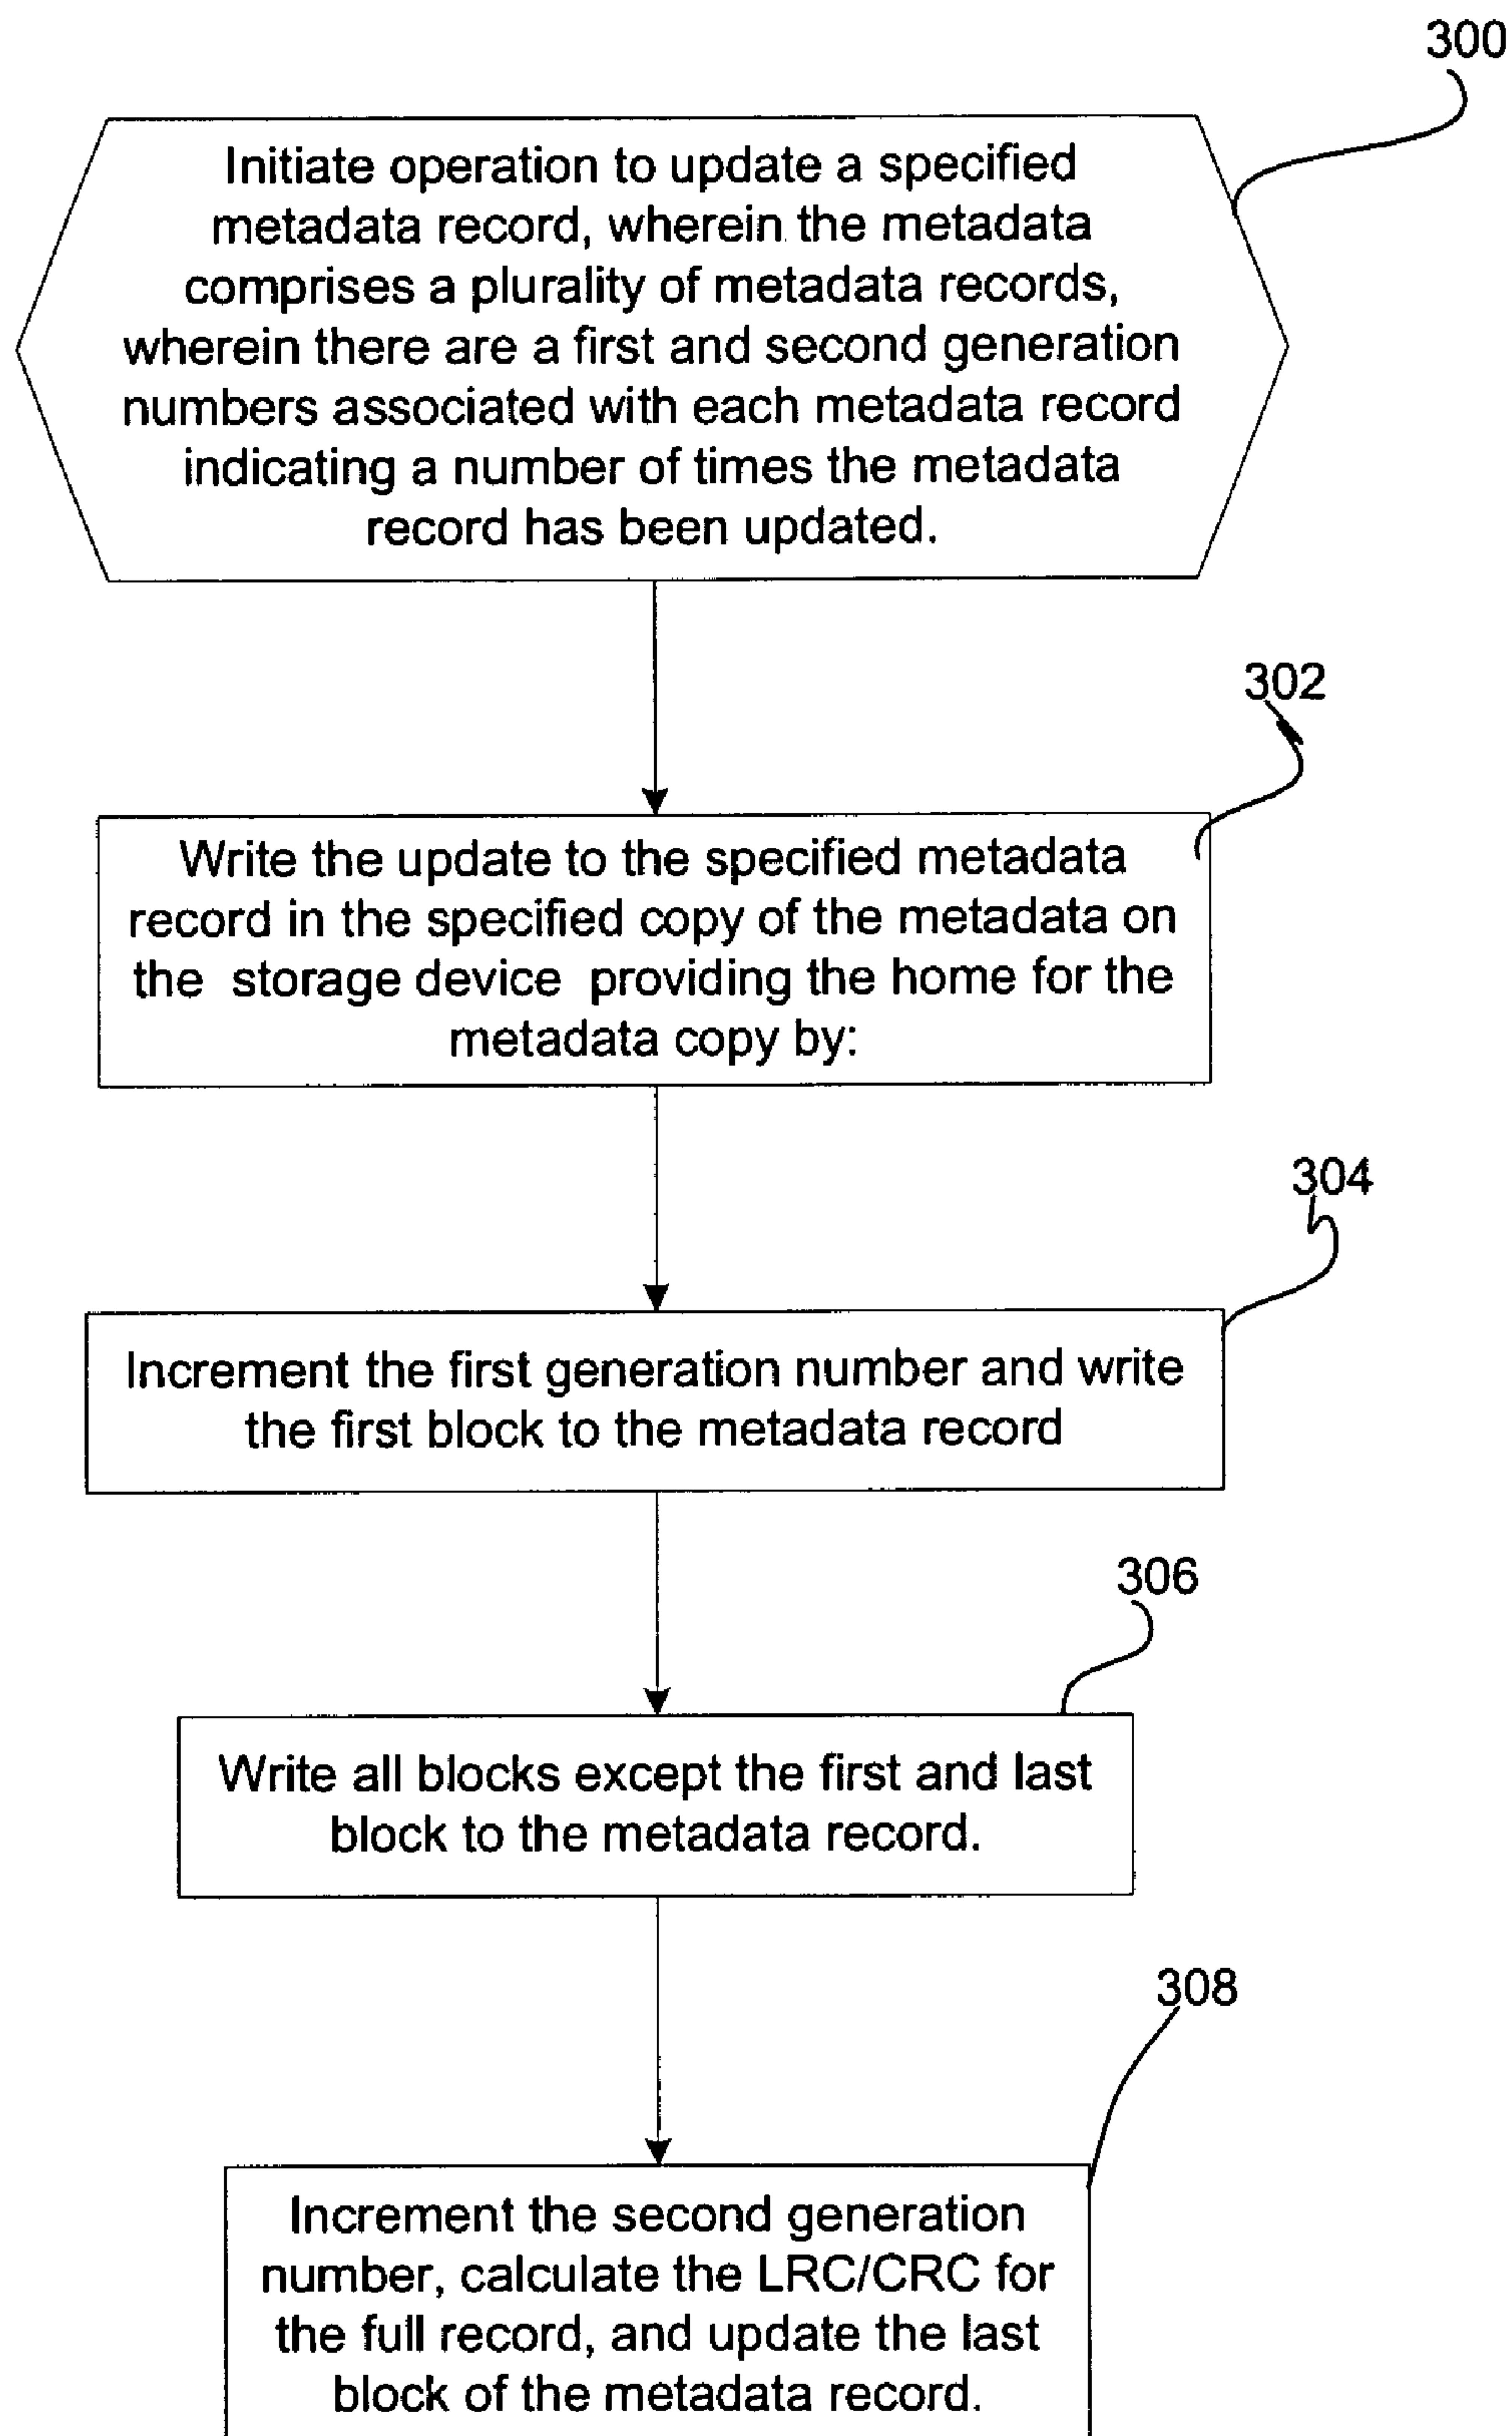 300
Initiate operation to update a specified
metadata record, wherein the metadata
comprises a plurality of metadata records,
wherein there are a first and second generation
numbers associated with each metadata record
indicating a number of times the metadata
record has been updated.
302
Write the update to the specified metadata
record in the specified copy of the metadata on
the storage device providing the home for the
metadata copy by:
304
Increment the first generation number and write
the first block to the metadata record
306
Write all blocks except the first and last
block to the metadata record.
308
Increment the second generation
number, calculate the LRC/CRC for
the full record, and update the last
block of the metadata record.